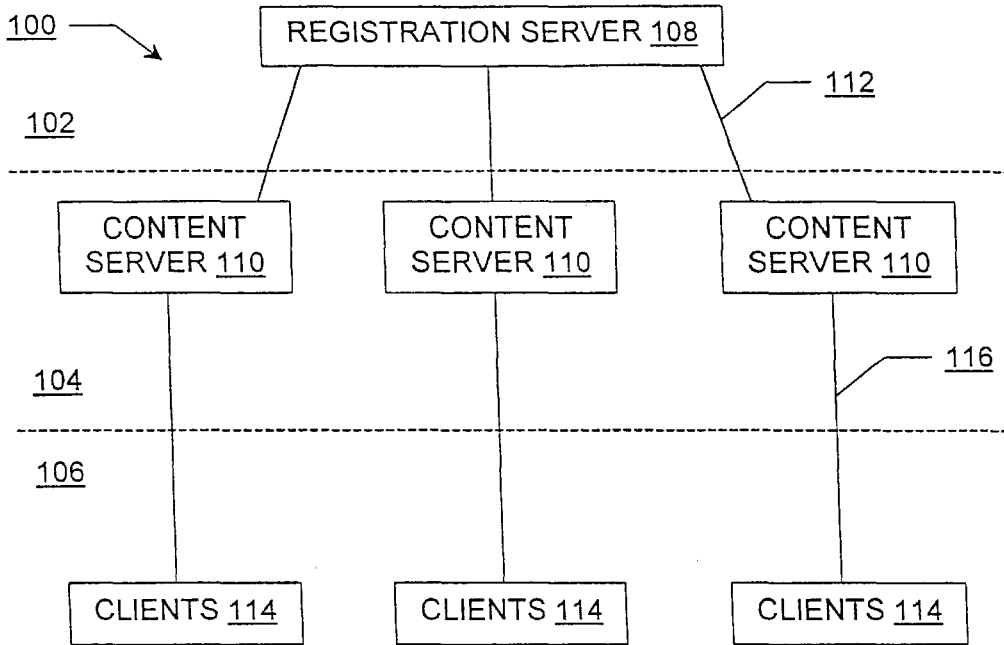 100
REGISTRATION SERVER 108
112
102
CONTENT
SERVER 110
CONTENT
SERVER 110
CONTENT
SERVER 110
116
104
106
CLIENTS 114
CLIENTS 114
CLIENTS 114